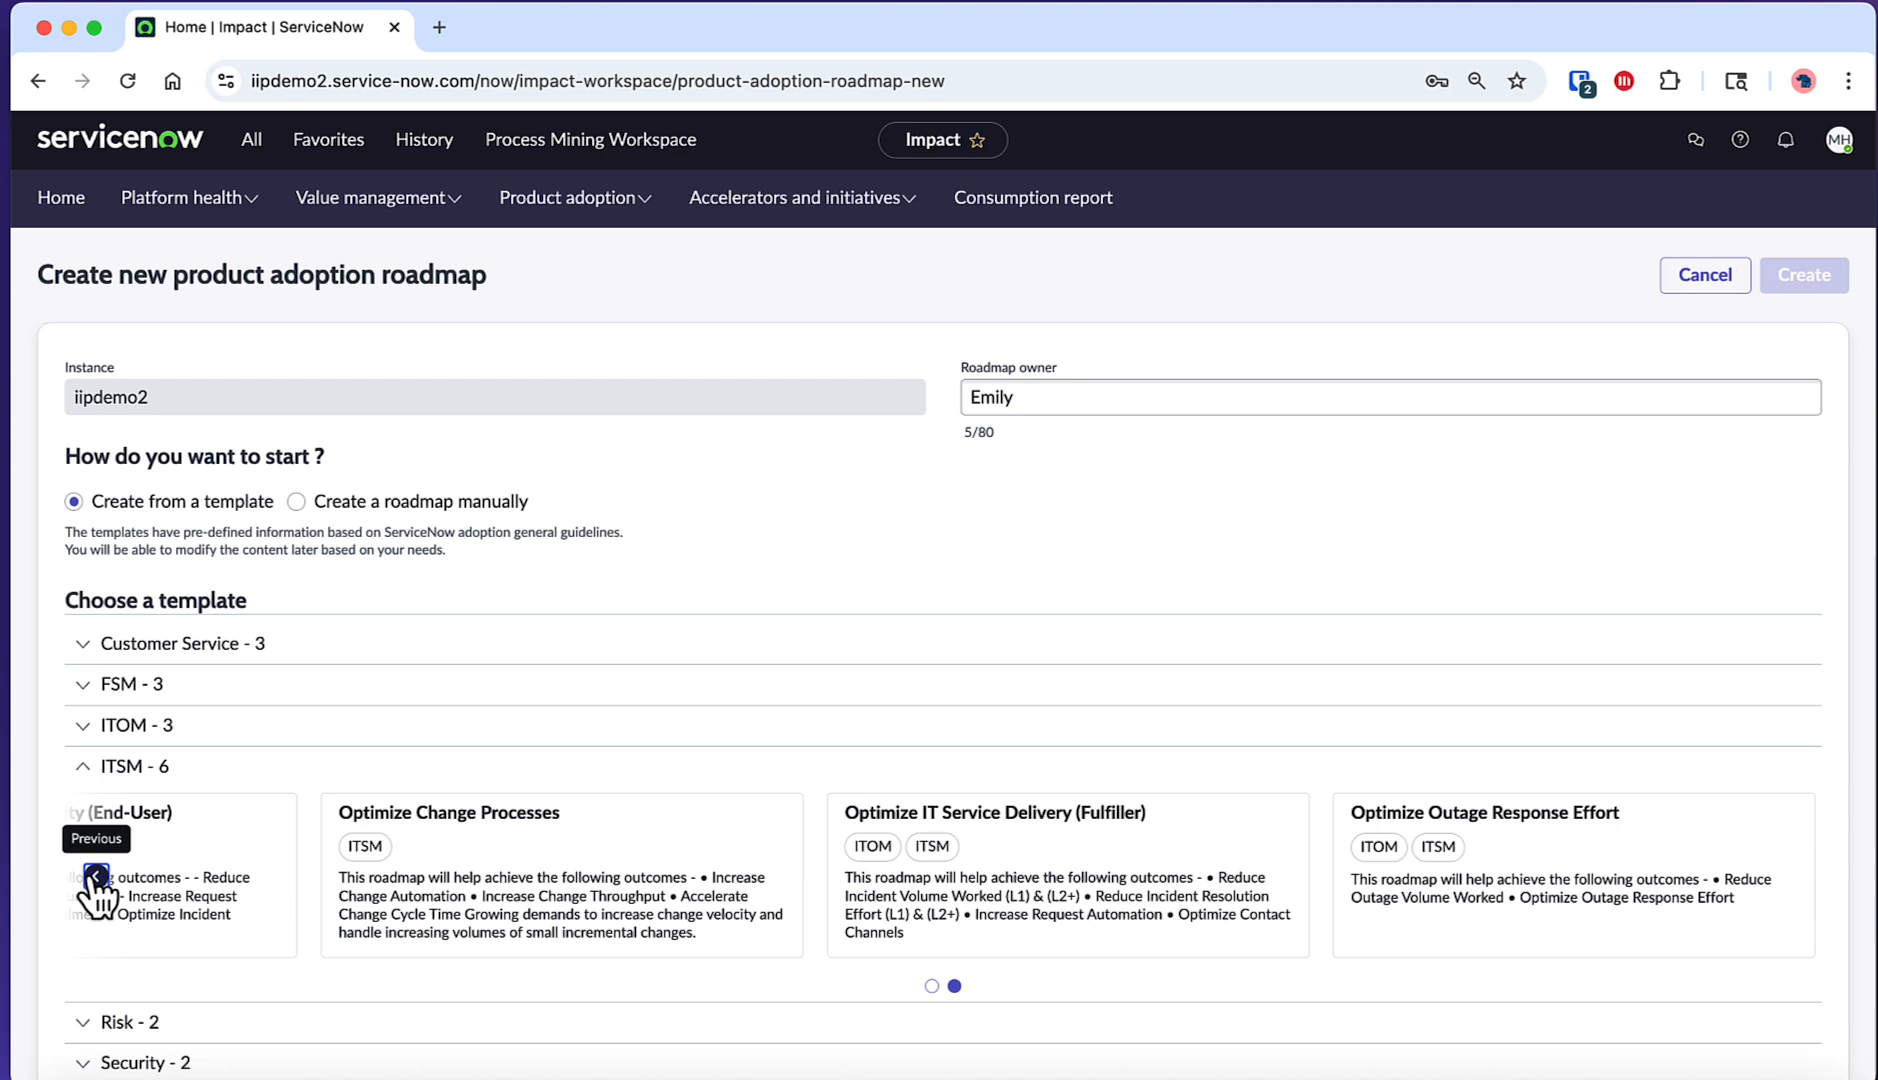 Home | Impact | ServiceNow
iipdemo2.service-now.com/now/impact-workspace/product-adoption-roadmap-new
2
servicenow All Favorites History Process Mining Workspace Impact MH
Home Platform health Value management Product adoption Accelerators and initiatives Consumption report
Create new product adoption roadmap Cancel Create
Instance
iipdemo2
Roadmap owner
Emily
5/80
How do you want to start ?
Create from a template Create a roadmap manually
The templates have pre-defined information based on ServiceNow adoption general guidelines.
You will be able to modify the content later based on your needs.
Choose a template
Customer Service - 3
FSM - 3
ITOM - 3
ITSM - 6
(End-User)
Previous
outcomes - - Reduce
- Increase Request
Optimize Incident
Optimize Change Processes
ITSM
This roadmap will help achieve the following outcomes - • Increase
Change Automation • Increase Change Throughput • Accelerate
Change Cycle Time Growing demands to increase change velocity and
handle increasing volumes of small incremental changes.
Optimize IT Service Delivery (Fulfiller)
ITOM ITSM
This roadmap will help achieve the following outcomes - • Reduce
Incident Volume Worked (L1) & (L2+) • Reduce Incident Resolution
Effort (L1) & (L2+) • Increase Request Automation • Optimize Contact
Channels
Optimize Outage Response Effort
ITOM ITSM
This roadmap will help achieve the following outcomes - • Reduce
Outage Volume Worked • Optimize Outage Response Effort
Risk - 2
Security - 2